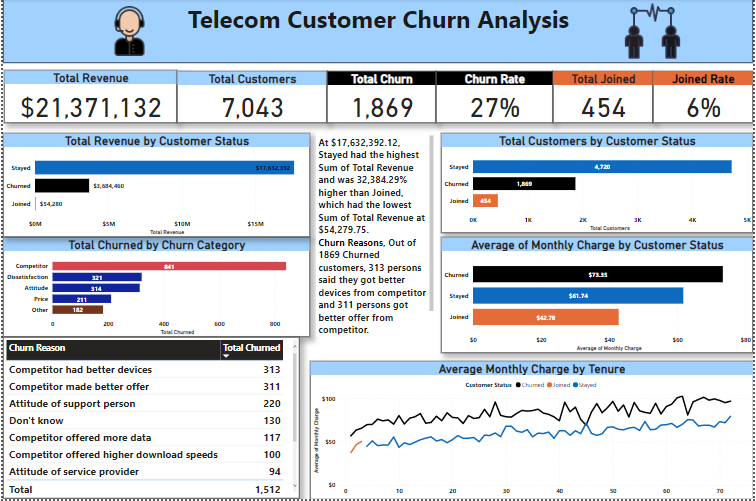 Telecom Customer Churn Analysis
Total Revenue
$21,371,132
Total Customers
7,043
Total Churn
1,869
Churn Rate
27%
Total Joined
454
Joined Rate
6%
Total Revenue by Customer Status
Stayed
$17,632,392
Churned
$3,684,460
Joined
$54,280
$0M $5M $10M $15M
Total Revenue
Total Churned by Churn Category
Competitor
841
Dissatisfaction
321
Attitude
314
Price
211
Other
182
0 200 400 600 800
Total Churned
At $17,632,392.12,
Stayed had the highest
Sum of Total Revenue
and was 32,384.29%
higher than Joined,
which had the lowest
Sum of Total Revenue at
$54,279.75.
Churn Reasons, Out of
1869 Churned
customers, 313 persons
said they got better
devices from competitor
and 311 persons got
better offer from
competitor.
Total Customers by Customer Status
Stayed
4,720
Churned
1,869
Joined
454
0K 1K 2K 3K 4K 5K
Total Customers
Average of Monthly Charge by Customer Status
Churned
$73.35
Stayed
$61.74
Joined
$42.78
$0 $20 $40 $60 $80
Average of Monthly Charge
Churn Reason Total Churned
Competitor had better devices 313
Competitor made better offer 311
Attitude of support person 220
Don't know 130
Competitor offered more data 117
Competitor offered higher download speeds 100
Attitude of service provider 94
Total 1,512
Average Monthly Charge by Tenure
Customer Status Churned Joined Stayed
Average of Monthly Charge
$100
$50
$0
0 10 20 30 40 50 60 70